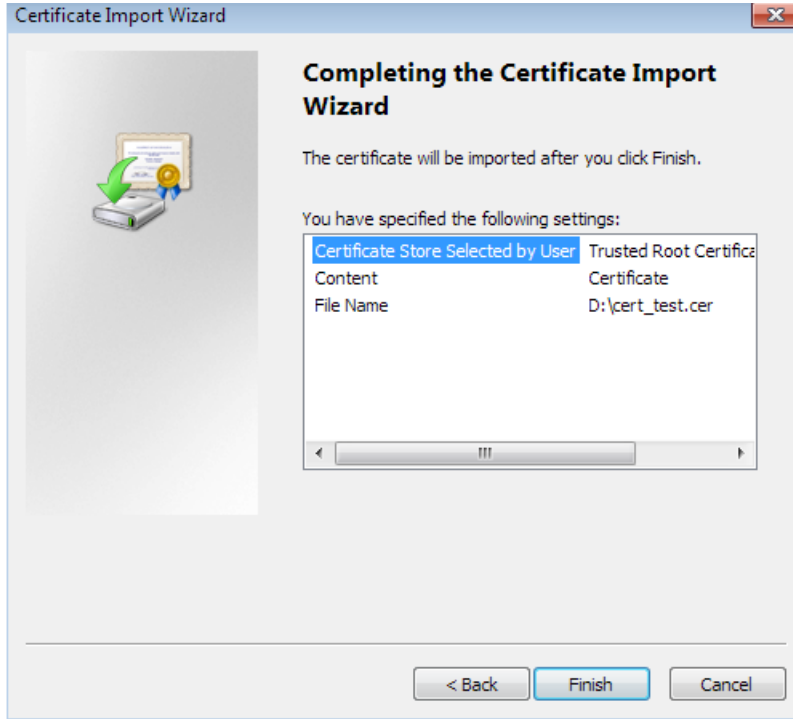 Certificate Import Wizard
Completing the Certificate Import
Wizard
The certificate will be imported after you click Finish.
You have specified the following settings:
Certificate Store Selected by User Trusted Root Certifica
Content Certificate
File Name D:\cert_test.cer
< Back Finish Cancel